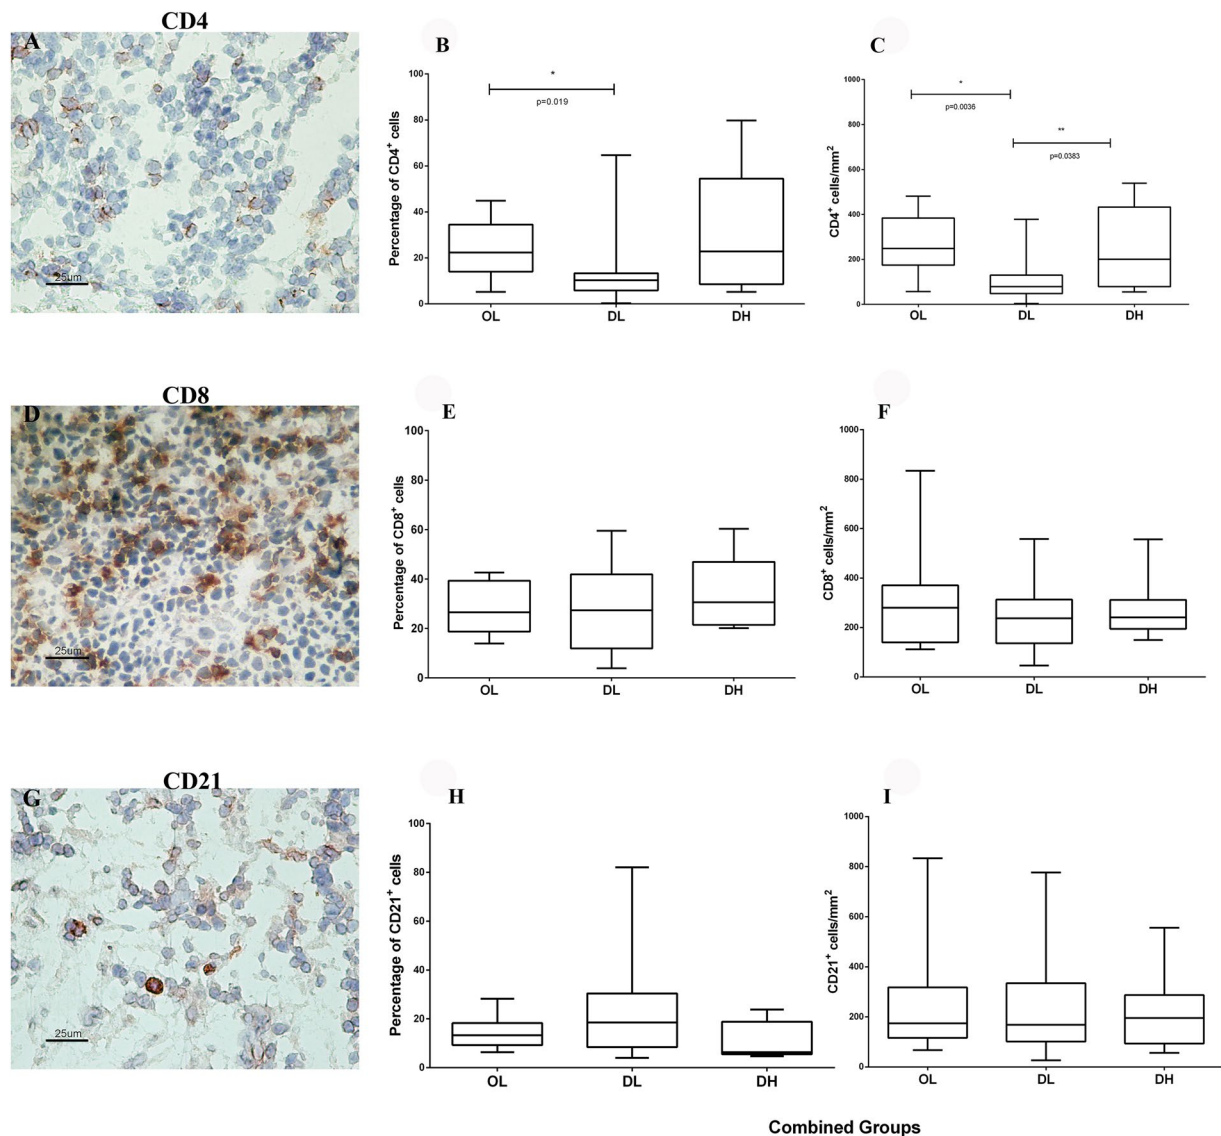 CD4
A
25um
B
Percentage of CD4+ cells
100
80
60
40
20
0
*
p=0.019
OL DL DH
C
CD4+ cells/mm2
1000
800
600
400
200
0
*
p=0.0036
**
p=0.0383
OL DL DH
CD8
D
25um
E
Percentage of CD8+ cells
100
80
60
40
20
0
OL DL DH
F
CD8+ cells/mm2
1000
800
600
400
200
0
OL DL DH
CD21
G
25um
H
Percentage of CD21+ cells
100
80
60
40
20
0
OL DL DH
I
CD21+ cells/mm2
1000
800
600
400
200
0
OL DL DH
Combined Groups